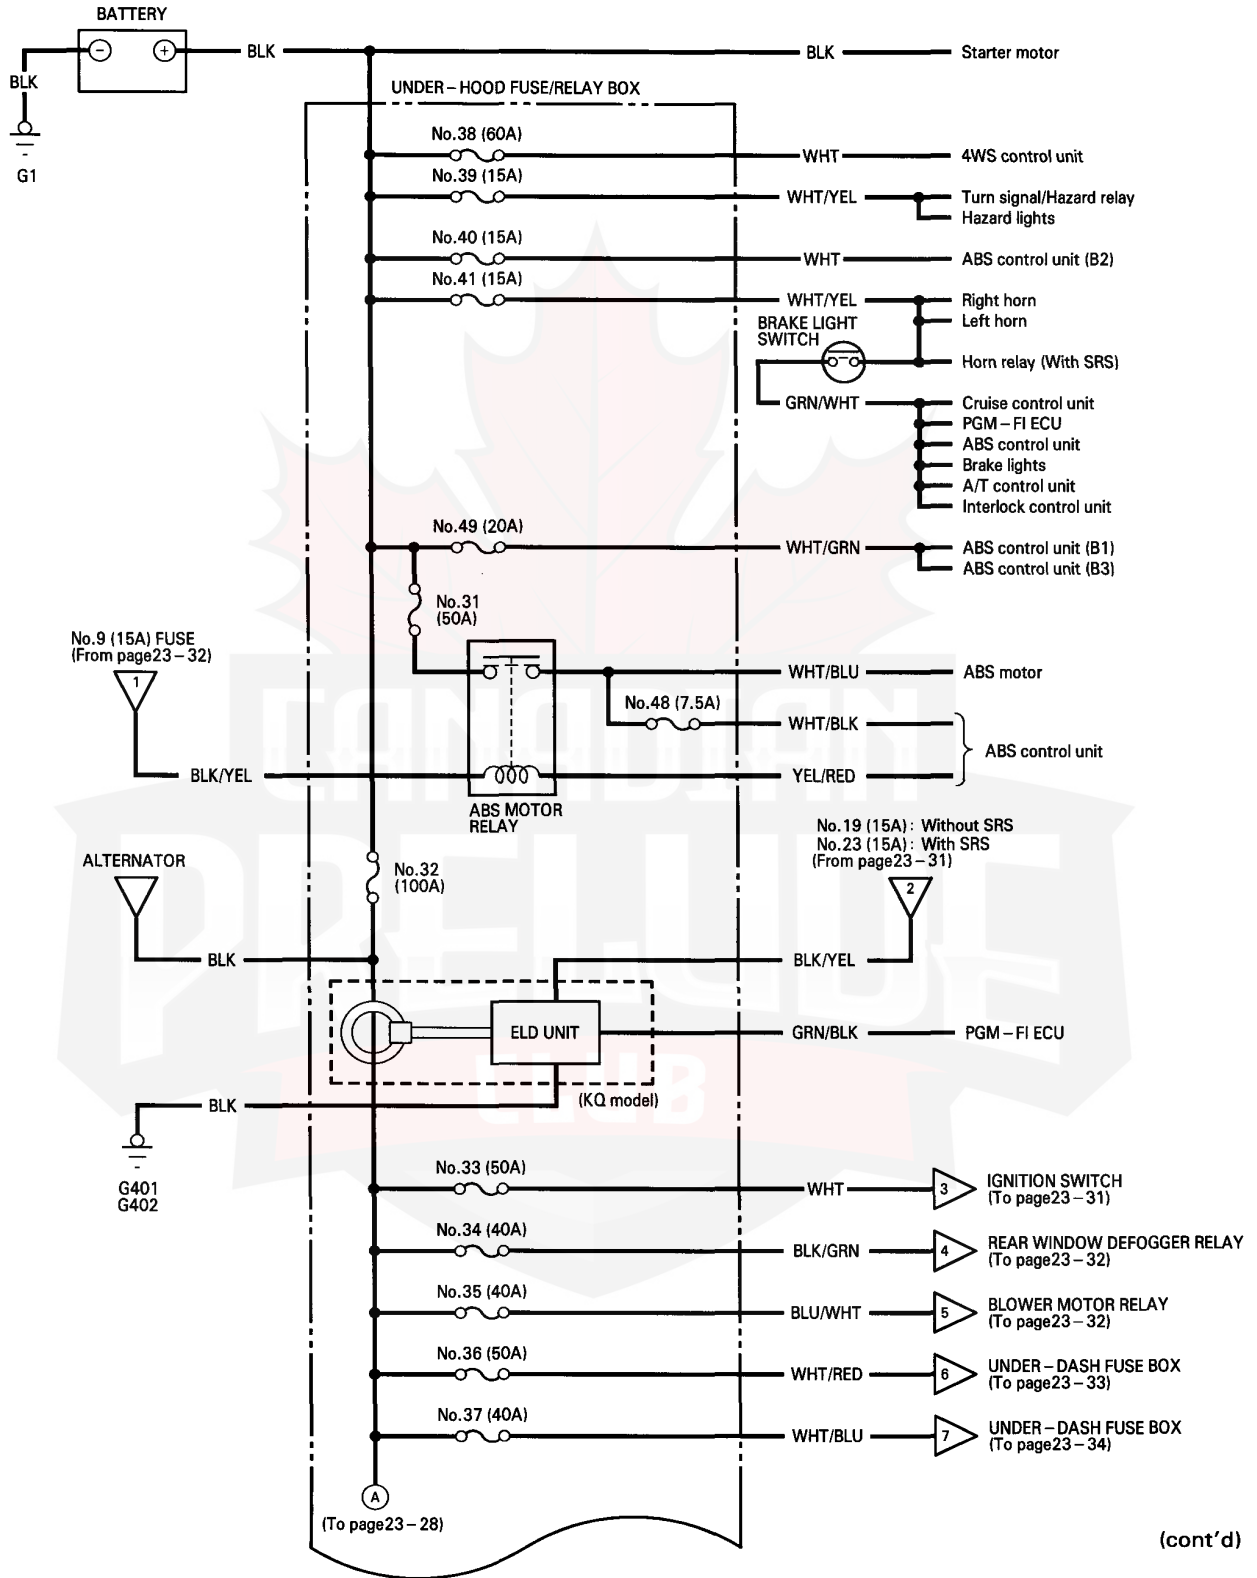 BATTERY
BLK
BLK
Starter motor
BLK
G1
UNDER–HOOD FUSE/RELAY BOX
No.38 (60A)
WHT
4WS control unit
No.39 (15A)
WHT/YEL
Turn signal/Hazard relay
Hazard lights
No.40 (15A)
WHT
ABS control unit (B2)
No.41 (15A)
WHT/YEL
Right horn
Left horn
BRAKE LIGHT
SWITCH
Horn relay (With SRS)
GRN/WHT
Cruise control unit
PGM–FI ECU
ABS control unit
Brake lights
A/T control unit
Interlock control unit
No.49 (20A)
WHT/GRN
ABS control unit (B1)
ABS control unit (B3)
No.31
(50A)
No.9 (15A) FUSE
(From page23–32)
1
WHT/BLU
ABS motor
No.48 (7.5A)
WHT/BLK
ABS control unit
BLK/YEL
YEL/RED
ABS MOTOR
RELAY
No.19 (15A): Without SRS
No.23 (15A): With SRS
(From page23–31)
2
ALTERNATOR
No.32
(100A)
BLK
BLK/YEL
ELD UNIT
GRN/BLK
PGM–FI ECU
(KQ model)
BLK
G401
G402
No.33 (50A)
WHT
3
IGNITION SWITCH
(To page23–31)
No.34 (40A)
BLK/GRN
4
REAR WINDOW DEFOGGER RELAY
(To page23–32)
No.35 (40A)
BLU/WHT
5
BLOWER MOTOR RELAY
(To page23–32)
No.36 (50A)
WHT/RED
6
UNDER–DASH FUSE BOX
(To page23–33)
No.37 (40A)
WHT/BLU
7
UNDER–DASH FUSE BOX
(To page23–34)
A
(To page23–28)
(cont'd)
CANADIAN
PRELUDE
CLUB